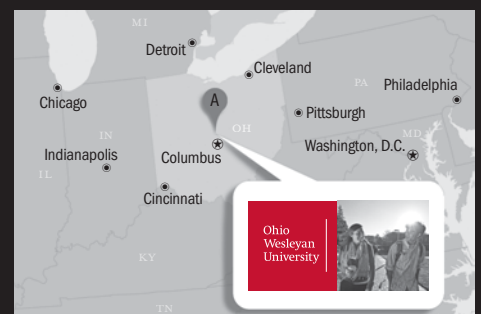 MI
Detroit
Cleveland
PA
Philadelphia
Chicago
A
Pittsburgh
OH
MD
IN
Washington, D.C.
Indianapolis
Columbus
IL
Cincinnati
Ohio
Wesleyan
University
KY
TN